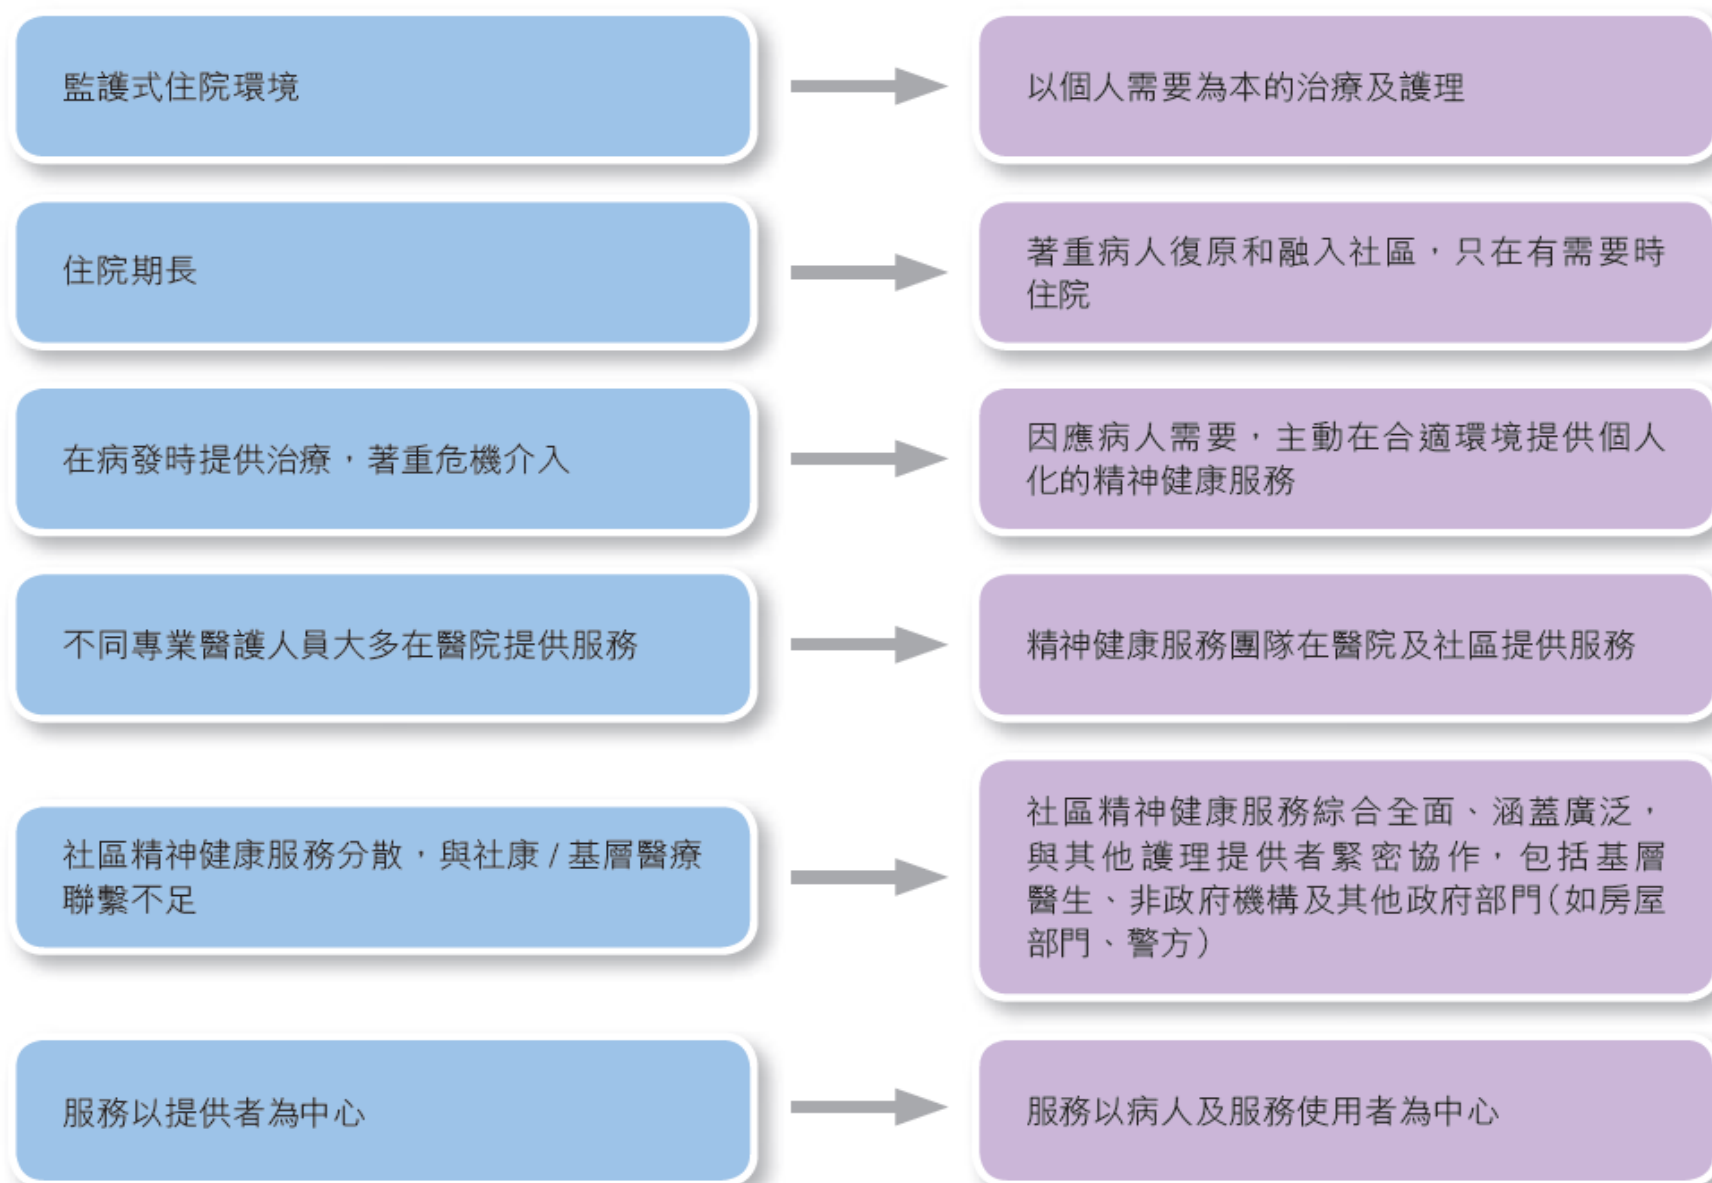 監護式住院環境
以個人需要為本的治療及護理
住院期長
著重病人復原和融入社區，只在有需要時
住院
在病發時提供治療，著重危機介入
因應病人需要，主動在合適環境提供個人
化的精神健康服務
不同專業醫護人員大多在醫院提供服務
精神健康服務團隊在醫院及社區提供服務
社區精神健康服務分散，與社康 / 基層醫療
聯繫不足
社區精神健康服務綜合全面、涵蓋廣泛，
與其他護理提供者緊密協作，包括基層
醫生、非政府機構及其他政府部門(如房屋
部門、警方)
服務以提供者為中心
服務以病人及服務使用者為中心